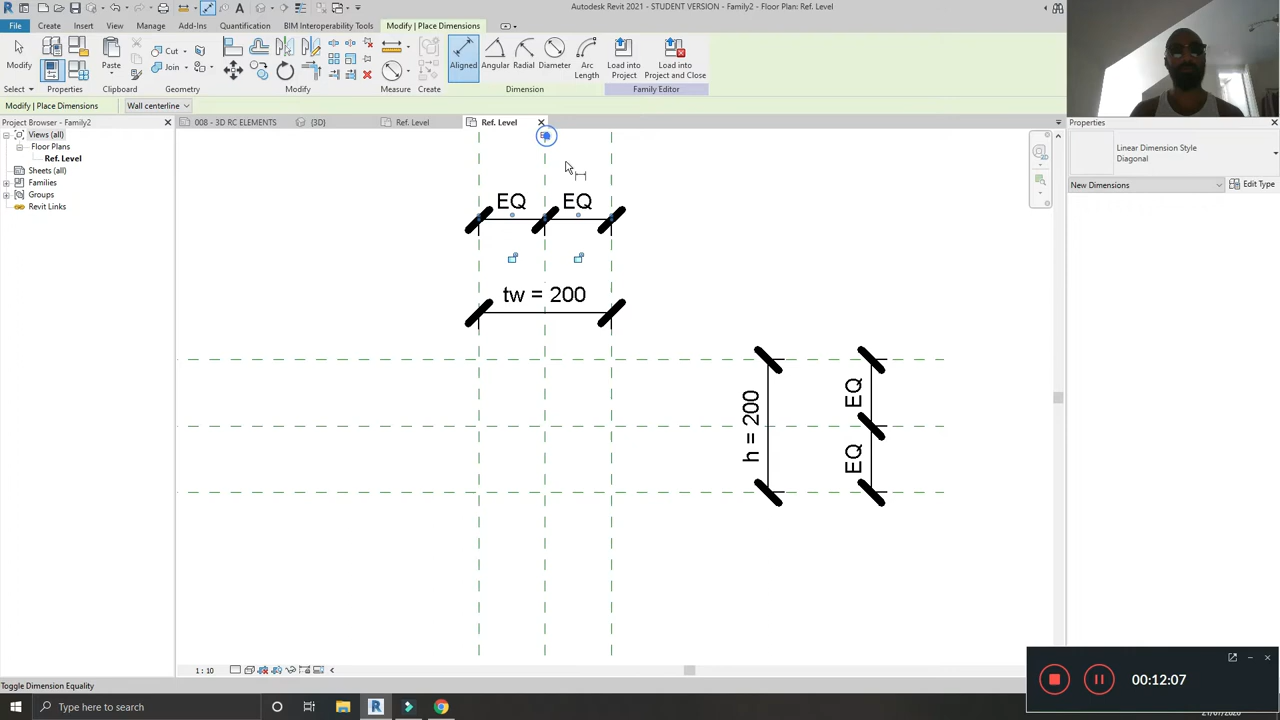 Autodesk Revit 2021 - STUDENT VERSION - Family2 - Floor Plan: Ref. Level
File Create Insert View Manage Add-Ins Quantification BIM Interoperability Tools Modify | Place Dimensions
Modify Paste Cut Join Aligned Angular Radial Diameter Arc Length Load into Project Load into Project and Close
Select Properties Clipboard Geometry Modify Measure Create Dimension Family Editor
Modify | Place Dimensions Wall centerline
Project Browser - Family2
008 - 3D RC ELEMENTS {3D} Ref. Level Ref. Level
Properties
Views (all)
Floor Plans
Ref. Level
Sheets (all)
Families
Groups
Revit Links
Linear Dimension Style
Diagonal
New Dimensions Edit Type
EQ EQ
tw = 200
h = 200
EQ
EQ
1 : 10
Toggle Dimension Equality
00:12:07
Type here to search